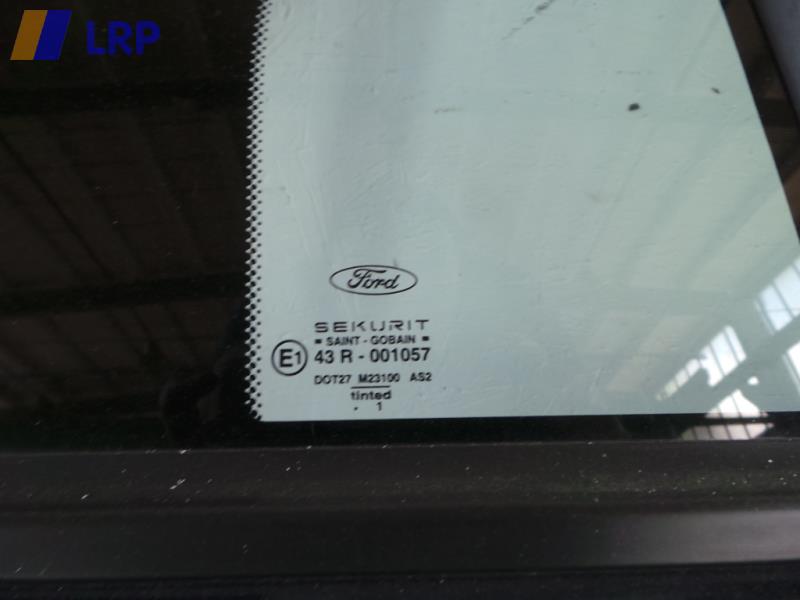 LRP
Ford
SEKURIT
SAINT-GOBAIN
E1 43 R - 001057
DOT27 M23100 AS2
tinted
. 1